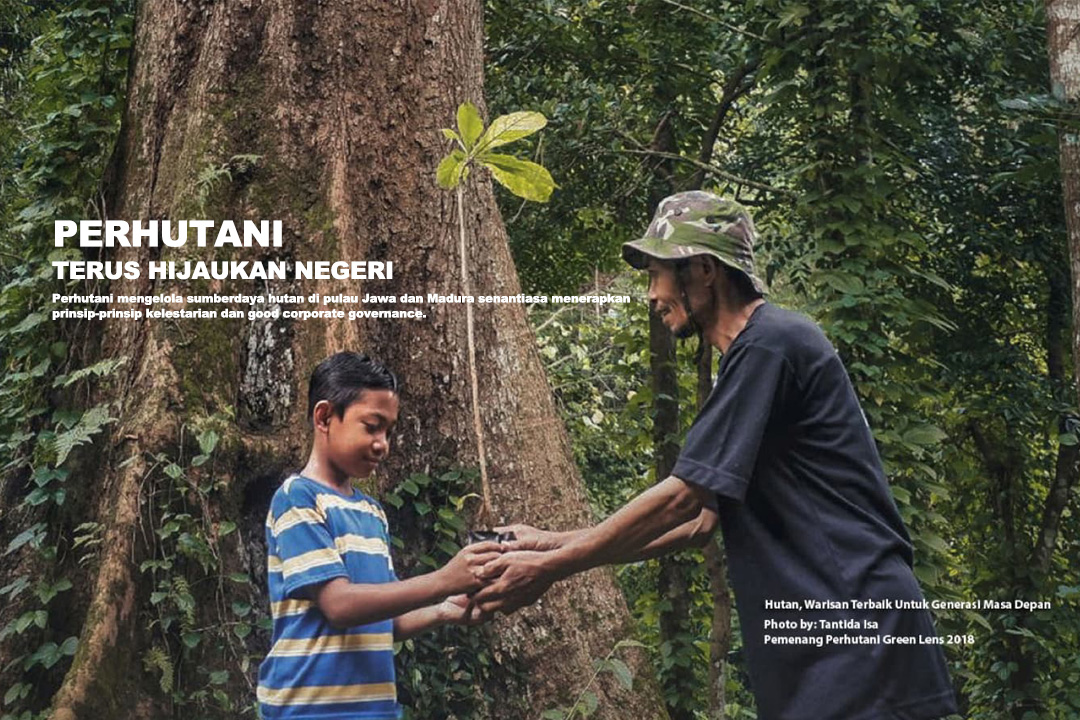 PERHUTANI
TERUS HIJAUKAN NEGERI
Perhutani mengelola sumberdaya hutan di pulau Jawa dan Madura senantiasa menerapkan
prinsip-prinsip kelestarian dan good corporate governance.
Hutan, Warisan Terbaik Untuk Generasi Masa Depan
Photo by: Tantida Isa
Pemenang Perhutani Green Lens 2018